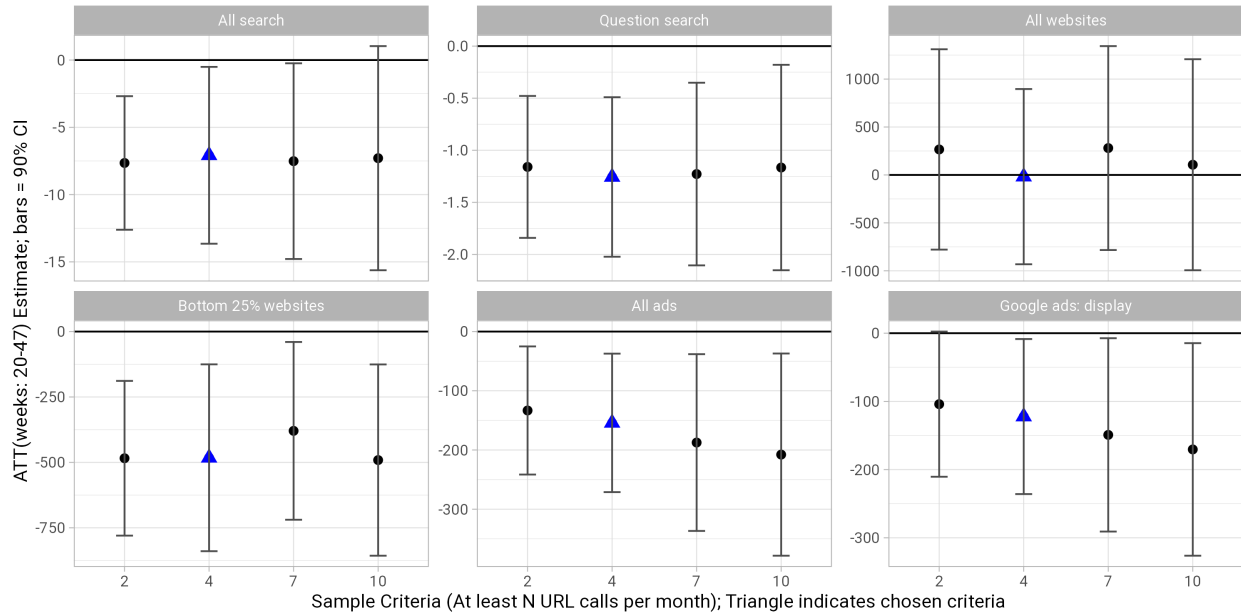 All search
Question search
All websites
0
-5
-10
-15
0.0
-0.5
-1.0
-1.5
-2.0
1000
500
0
-500
-1000
Bottom 25% websites
All ads
Google ads: display
0
-250
-500
-750
0
-100
-200
-300
0
-100
-200
-300
2 4 7 10
2 4 7 10
2 4 7 10
ATT(weeks: 20-47) Estimate; bars = 90% CI
Sample Criteria (At least N URL calls per month); Triangle indicates chosen criteria